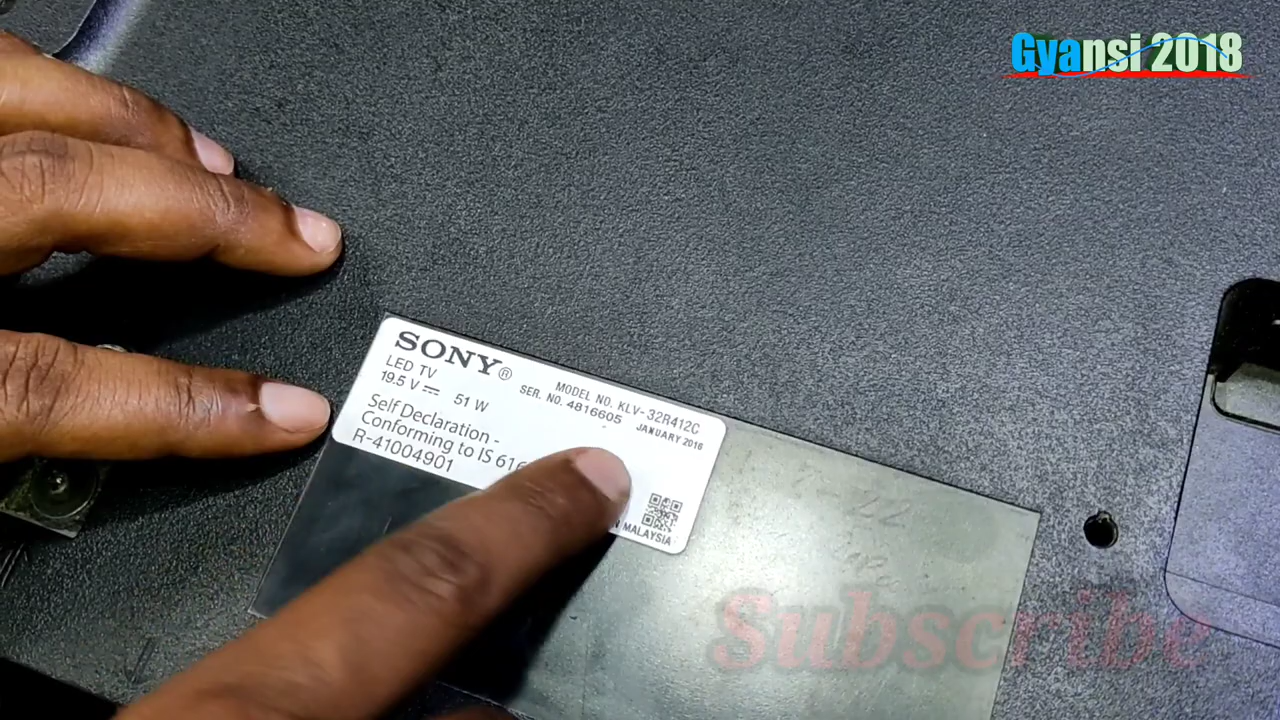 Gyansi 2018
SONY®
LED TV
19.5 V 51 W
MODEL NO. KLV-32R412C
SER. NO. 4816605 JANUARY 2016
Self Declaration -
Conforming to IS 616
R-41004901
MALAYSIA
Subscribe